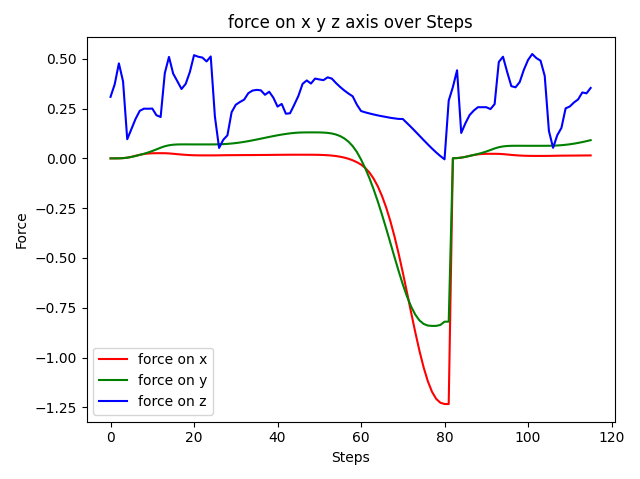 force on x y z axis over Steps
Force
0.50
0.25
0.00
−0.25
−0.50
−0.75
−1.00
−1.25
force on x
force on y
force on z
0 20 40 60 80 100 120
Steps